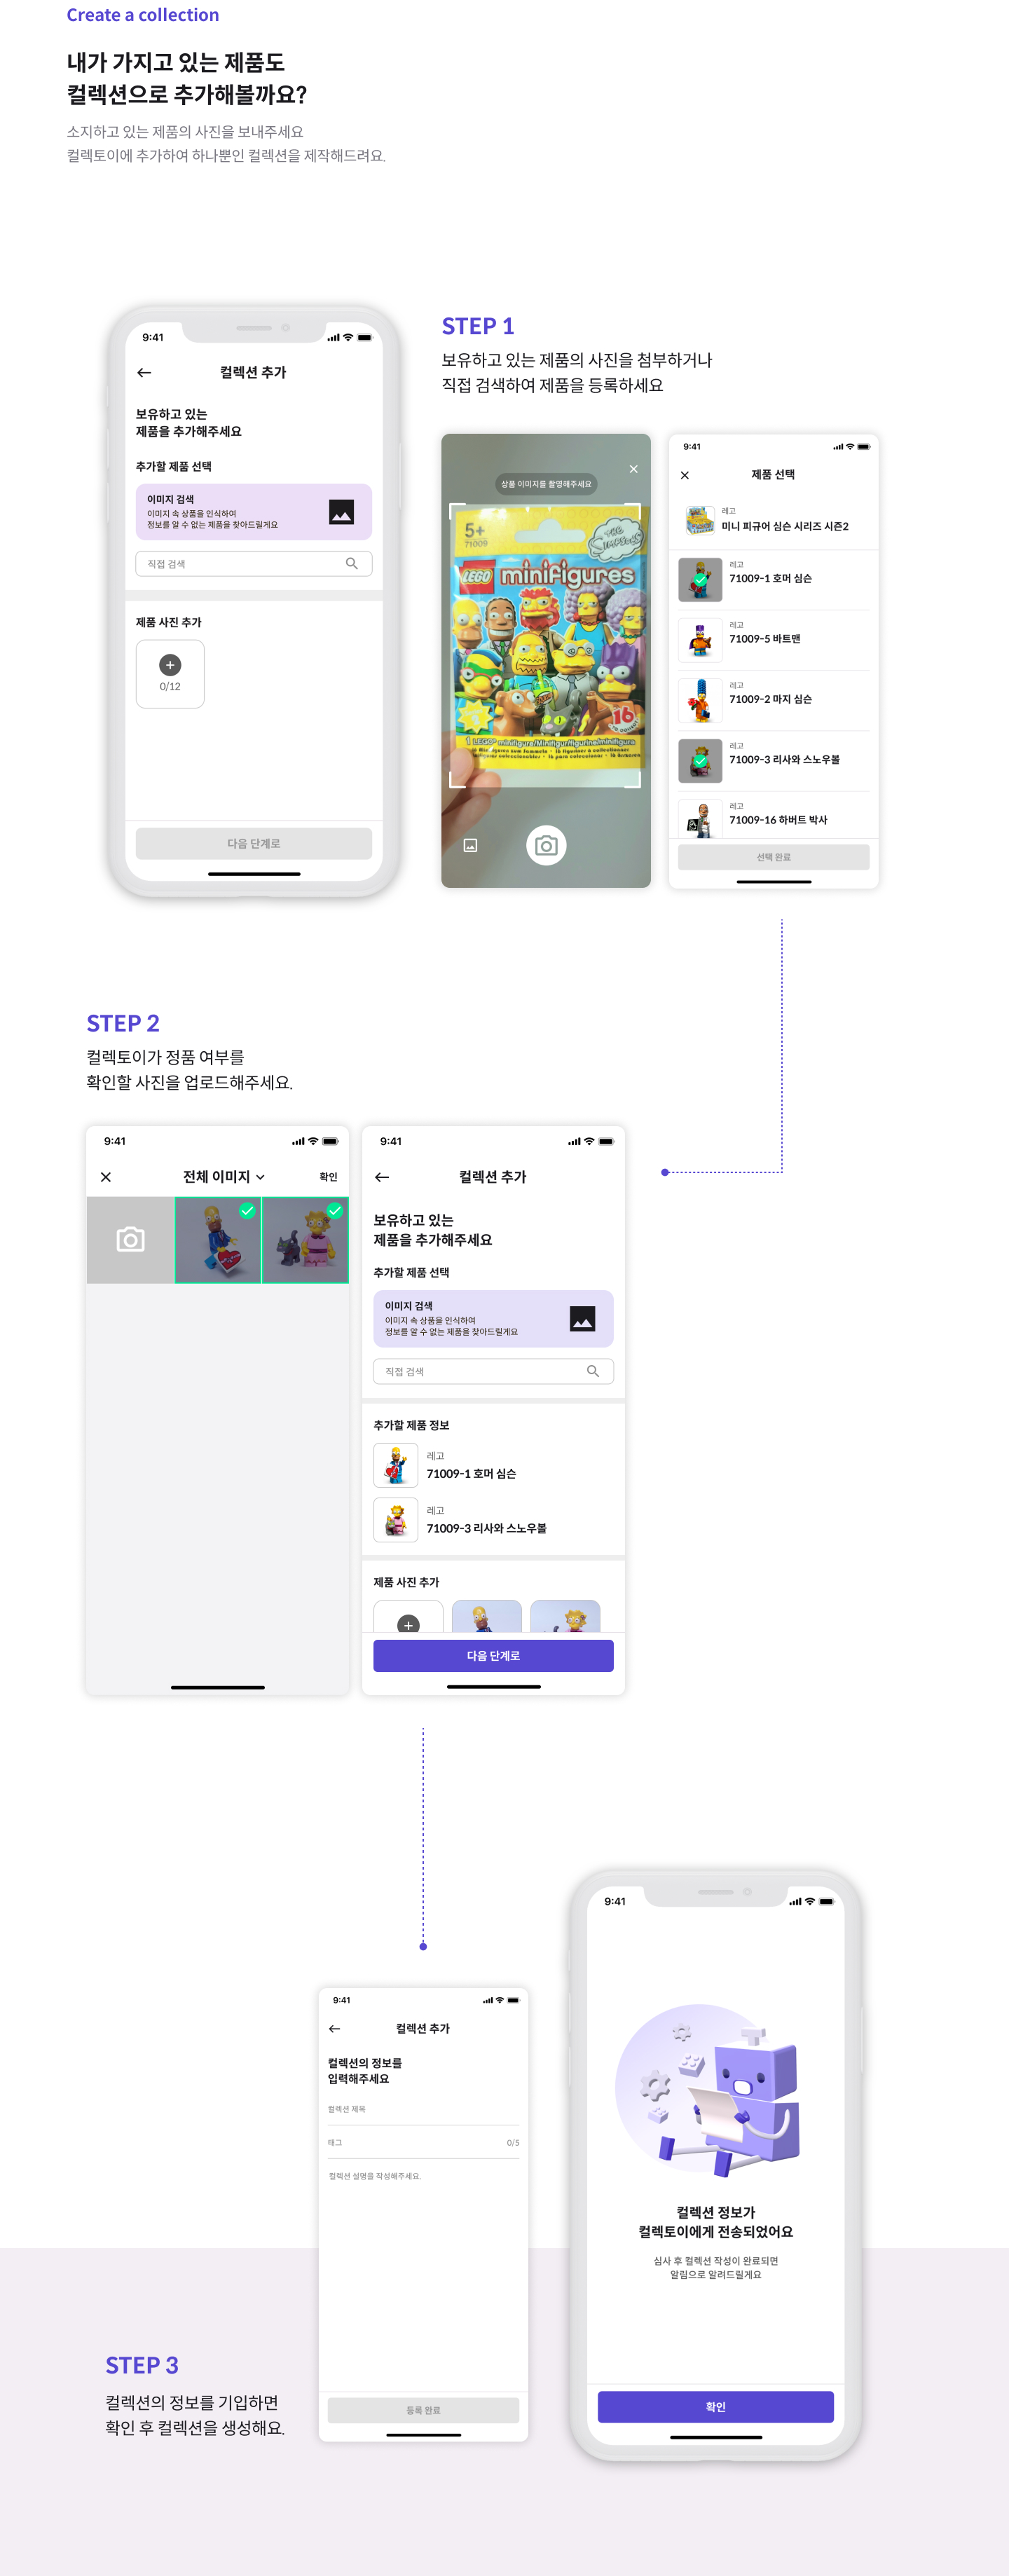 Create a collection
내가 가지고 있는 제품도
컬렉션으로 추가해볼까요?
소지하고 있는 제품의 사진을 보내주세요
컬렉토이에 추가하여 하나뿐인 컬렉션을 제작해드려요.
9:41
컬렉션 추가
보유하고 있는
제품을 추가해주세요
추가할 제품 선택
이미지 검색
이미지 속 상품을 인식하여
정보를 알 수 없는 제품을 찾아드릴게요
직접 검색
제품 사진 추가
0/12
다음 단계로
STEP 1
보유하고 있는 제품의 사진을 첨부하거나
직접 검색하여 제품을 등록하세요
상품 이미지를 촬영해주세요
5+
71009
THE SIMPSONS
LEGO minifigures
16
1 LEGO minifigure/Minifigur/figurine/minifigura
9:41
제품 선택
레고
미니 피규어 심슨 시리즈 시즌2
레고
71009-1 호머 심슨
레고
71009-5 바트맨
레고
71009-2 마지 심슨
레고
71009-3 리사와 스노우볼
레고
71009-16 하버트 박사
선택 완료
STEP 2
컬렉토이가 정품 여부를
확인할 사진을 업로드해주세요.
9:41
전체 이미지
확인
9:41
컬렉션 추가
보유하고 있는
제품을 추가해주세요
추가할 제품 선택
이미지 검색
이미지 속 상품을 인식하여
정보를 알 수 없는 제품을 찾아드릴게요
직접 검색
추가할 제품 정보
레고
71009-1 호머 심슨
레고
71009-3 리사와 스노우볼
제품 사진 추가
다음 단계로
9:41
컬렉션 추가
컬렉션의 정보를
입력해주세요
컬렉션 제목
태그
0/5
컬렉션 설명을 작성해주세요.
등록 완료
9:41
컬렉션 정보가
컬렉토이에게 전송되었어요
심사 후 컬렉션 작성이 완료되면
알림으로 알려드릴게요
확인
STEP 3
컬렉션의 정보를 기입하면
확인 후 컬렉션을 생성해요.